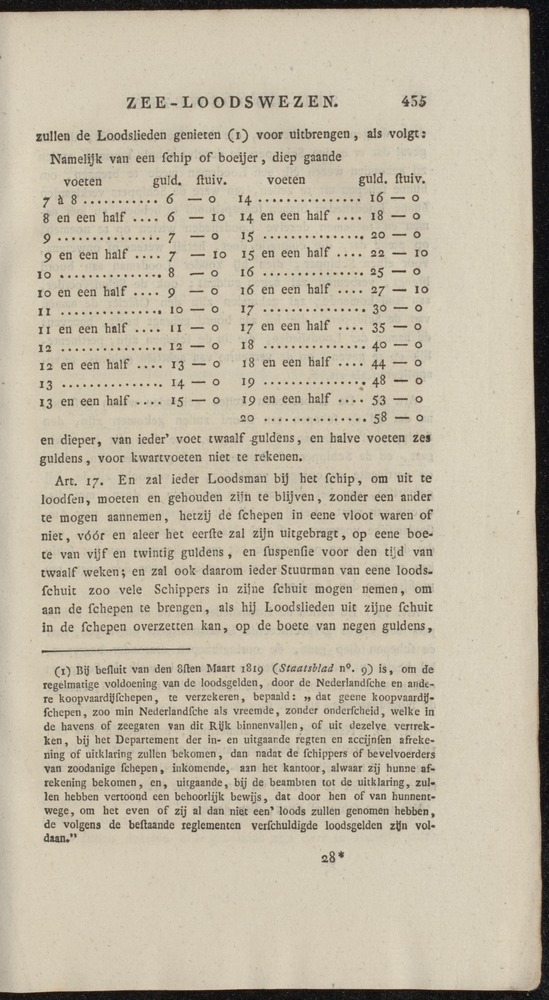 ZEE-LOODSWEZEN. 435
zullen de Loodslieden genieten (1) voor uitbrengen, als volgt:
Namelijk van een ſchip of boeijer, diep gaande
voeten guld. ſtuiv. voeten guld. ſtuiv.
7 à 8 ........... 6 — 0 14 ............... 16 — 0
8 en een half .... 6 — 10 14 en een half .... 18 — 0
9 ............... 7 — 0 15 ............... 20 — 0
9 en een half .... 7 — 10 15 en een half .... 22 — 10
10 ............... 8 — 0 16 ............... 25 — 0
10 en een half .... 9 — 0 16 en een half .... 27 — 10
11 ............... 10 — 0 17 ............... 30 — 0
11 en een half .... 11 — 0 17 en een half .... 35 — 0
12 ............... 12 — 0 18 ............... 40 — 0
12 en een half .... 13 — 0 18 en een half .... 44 — 0
13 ............... 14 — 0 19 ............... 48 — 0
13 en een half .... 15 — 0 19 en een half .... 53 — 0
20 ............... 58 — 0
en dieper, van ieder' voet twaalf guldens, en halve voeten zes
guldens, voor kwartvoeten niet te rekenen.
Art. 17. En zal ieder Loodsman bij het ſchip, om uit te
loodſen, moeten en gehouden zijn te blijven, zonder een ander
te mogen aannemen, hetzij de ſchepen in eene vloot waren of
niet, vóór en aleer het eerſte zal zijn uitgebragt, op eene boe-
te van vijf en twintig guldens, en ſuspenſie voor den tijd van
twaalf weken; en zal ook daarom ieder Stuurman van eene loods-
ſchuit zoo vele Schippers in zijne ſchuit mogen nemen, om
aan de ſchepen te brengen, als hij Loodslieden uit zijne ſchuit
in de ſchepen overzetten kan, op de boete van negen guldens,
(1) Bij beſluit van den 8ſten Maart 1819 (Staatsblad nº. 9) is, om de
regelmatige voldoening van de loodsgelden, door de Nederlandſche en ande-
re koopvaardijſchepen, te verzekeren, bepaald: „ dat geene koopvaardij-
ſchepen, zoo min Nederlandſche als vreemde, zonder onderſcheid, welke in
de havens of zeegaten van dit Rijk binnenvallen, of uit dezelve vertrek-
ken, bij het Departement der in- en uitgaande regten en accijnſen afreke-
ning of uitklaring zullen bekomen, dan nadat de ſchippers of bevelvoerders
van zoodanige ſchepen, inkomende, aan het kantoor, alwaar zij hunne af-
rekening bekomen, en, uitgaande, bij de beambten tot de uitklaring, zul-
len hebben vertoond een behoorlijk bewijs, dat door hen of van hunnent-
wege, om het even of zij al dan niet een' loods zullen genomen hebben,
de volgens de beſtaande reglementen verſchuldigde loodsgelden zijn vol-
daan."
28*